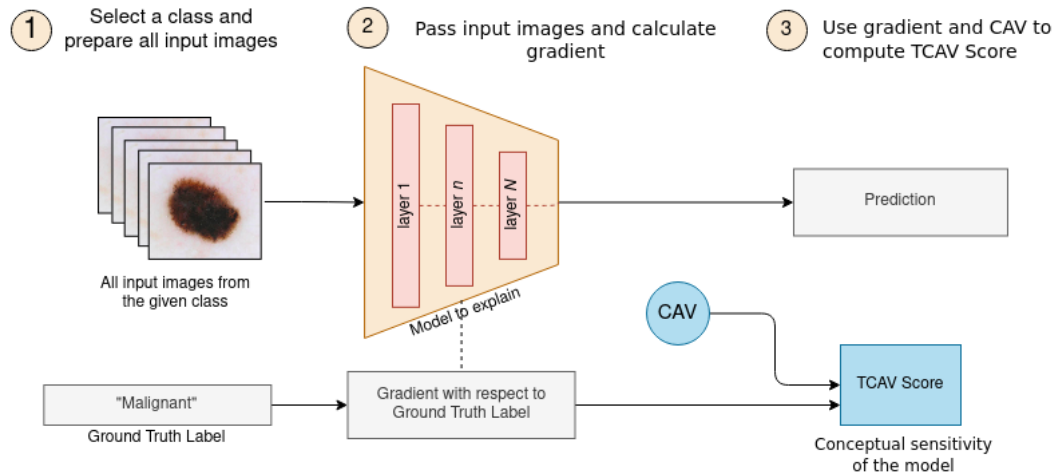 1
Select a class and
prepare all input images
2
Pass input images and calculate
gradient
3
Use gradient and CAV to
compute TCAV Score
layer 1
layer n
layer N
Prediction
All input images from
the given class
Model to explain
CAV
"Malignant"
Ground Truth Label
Gradient with respect to
Ground Truth Label
TCAV Score
Conceptual sensitivity
of the model